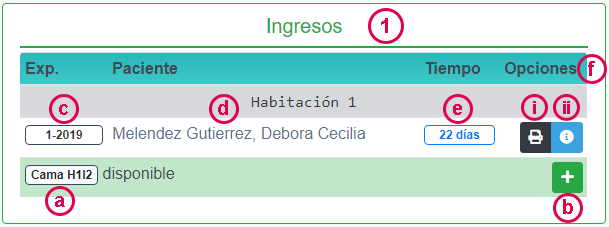 Ingresos 1
Exp. Paciente Tiempo Opciones f
c d e i ii
Habitación 1
1-2019 Melendez Gutierrez, Debora Cecilia 22 días
Cama H1I2 disponible
a b